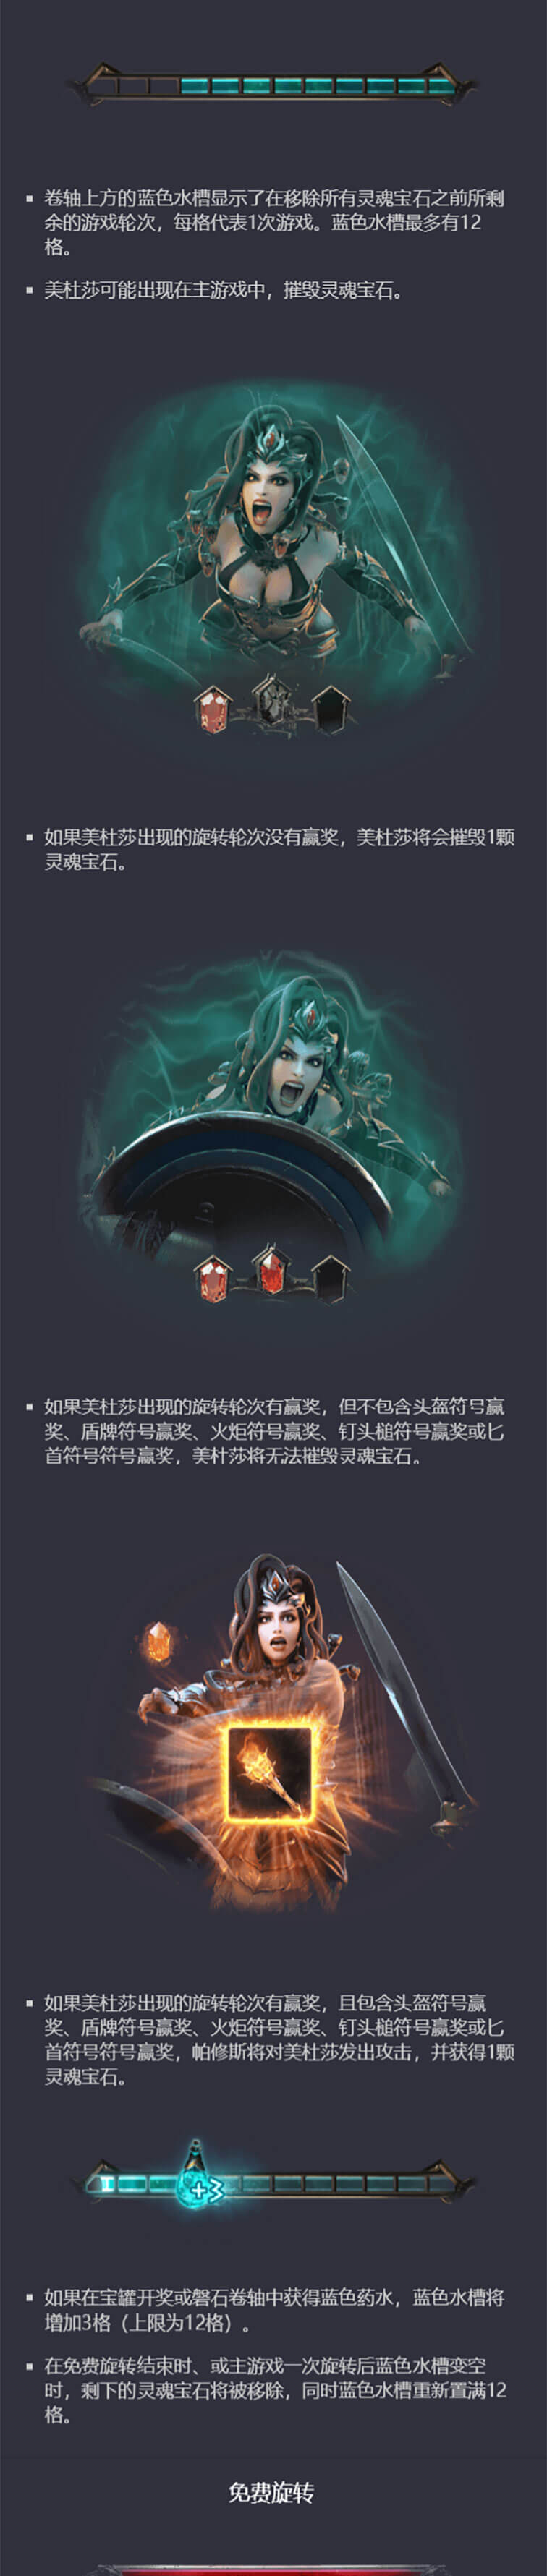 卷轴上方的蓝色水槽显示了在移除所有灵魂宝石之前所剩
余的游戏轮次，每格代表1次游戏。蓝色水槽最多有12
格。
美杜莎可能出现在主游戏中，摧毁灵魂宝石。
如果美杜莎出现的旋转轮次没有赢奖，美杜莎将会摧毁1颗
灵魂宝石。
如果美杜莎出现的旋转轮次有赢奖，但不包含头盔符号赢
奖、盾牌符号赢奖、火炬符号赢奖、钉头槌符号赢奖或匕
首符号符号赢奖，美杜莎将无法摧毁灵魂宝石。
如果美杜莎出现的旋转轮次有赢奖，且包含头盔符号赢
奖、盾牌符号赢奖、火炬符号赢奖、钉头槌符号赢奖或匕
首符号符号赢奖，帕修斯将对美杜莎发出攻击，并获得1颗
灵魂宝石。
+3
如果在宝罐开奖或磐石卷轴中获得蓝色药水，蓝色水槽将
增加3格（上限为12格）。
在免费旋转结束时、或主游戏一次旋转后蓝色水槽变空
时，剩下的灵魂宝石将被移除，同时蓝色水槽重新置满12
格。
免费旋转